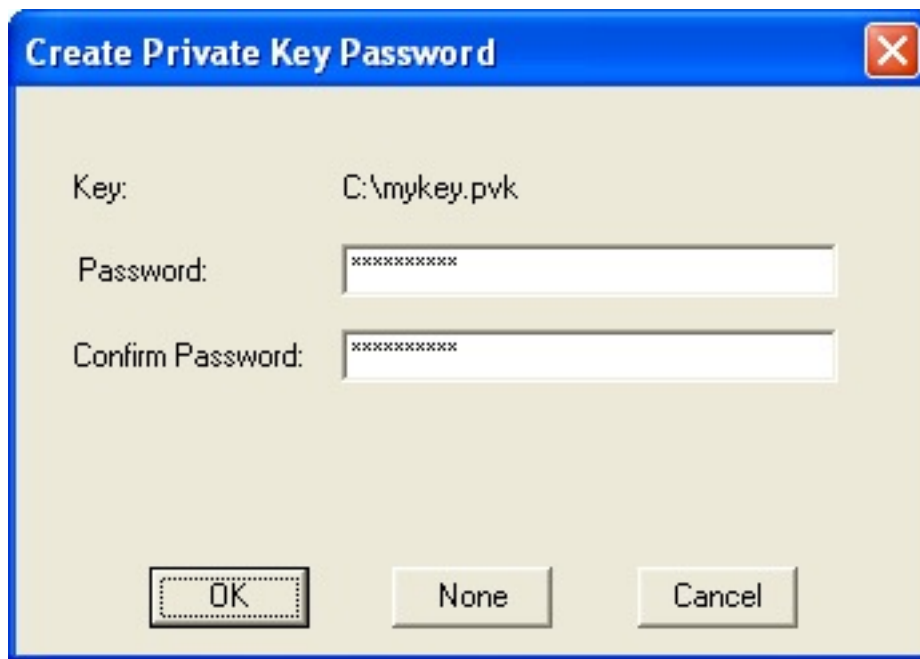 Create Private Key Password
Key: C:\mykey.pvk
Password: **********
Confirm Password: **********
OK None Cancel